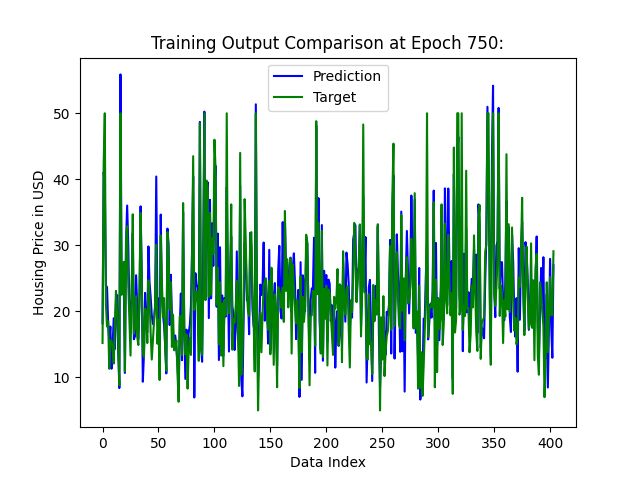 Training Output Comparison at Epoch 750:
Prediction
Target
Housing Price in USD
50
40
30
20
10
0 50 100 150 200 250 300 350 400
Data Index